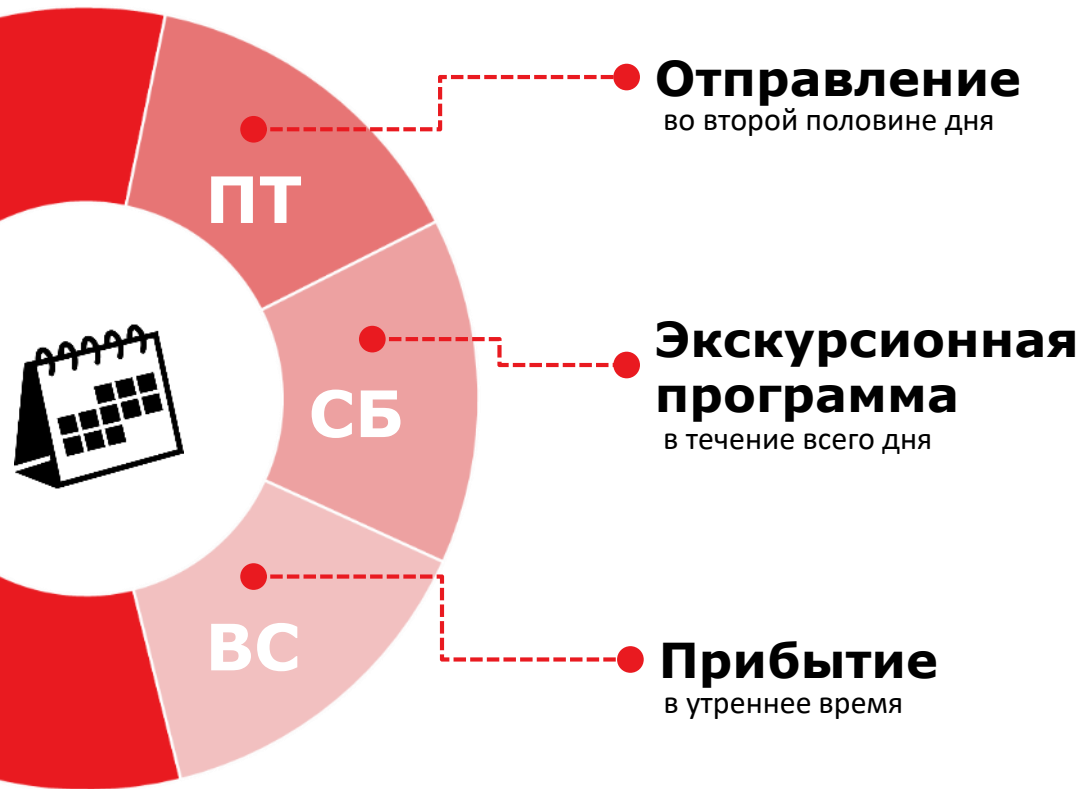 ПТ
Отправление
во второй половине дня
СБ
Экскурсионная
программа
в течение всего дня
ВС
Прибытие
в утреннее время